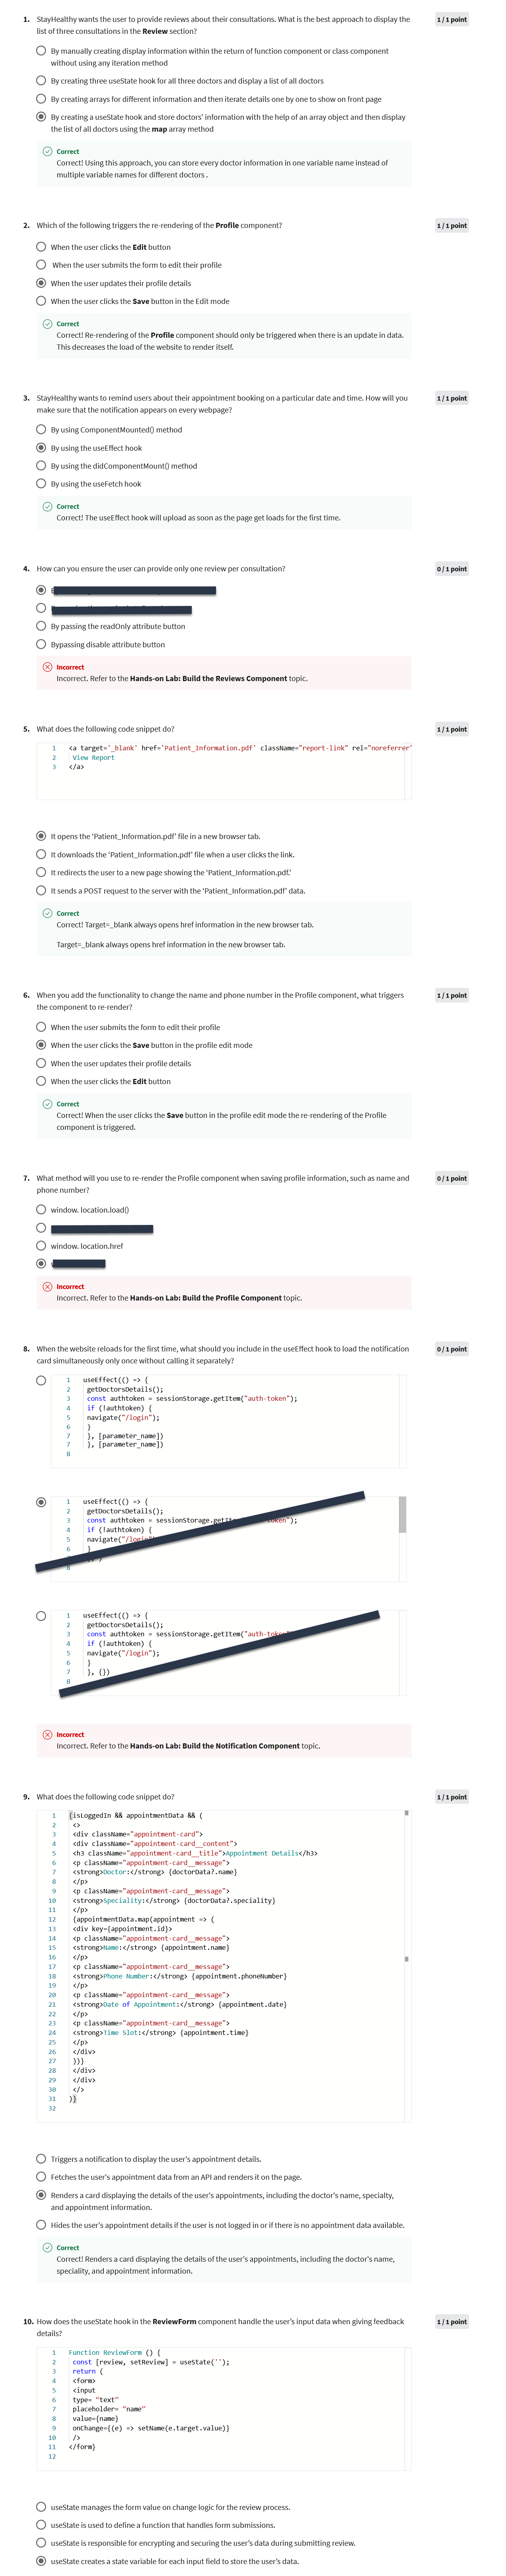 1. StayHealthy wants the user to provide reviews about their consultations. What is the best approach to display the
list of three consultations in the Review section?
1 / 1 point
By manually creating display information within the return of function component or class component
without using any iteration method
By creating three useState hook for all three doctors and display a list of all doctors
By creating arrays for different information and then iterate details one by one to show on front page
By creating a useState hook and store doctors' information with the help of an array object and then display
the list of all doctors using the map array method
Correct
Correct! Using this approach, you can store every doctor information in one variable name instead of
multiple variable names for different doctors .
2. Which of the following triggers the re-rendering of the Profile component?
1 / 1 point
When the user clicks the Edit button
When the user submits the form to edit their profile
When the user updates their profile details
When the user clicks the Save button in the Edit mode
Correct
Correct! Re-rendering of the Profile component should only be triggered when there is an update in data.
This decreases the load of the website to render itself.
3. StayHealthy wants to remind users about their appointment booking on a particular date and time. How will you
make sure that the notification appears on every webpage?
1 / 1 point
By using ComponentMounted() method
By using the useEffect hook
By using the didComponentMount() method
By using the useFetch hook
Correct
Correct! The useEffect hook will upload as soon as the page get loads for the first time.
4. How can you ensure the user can provide only one review per consultation?
0 / 1 point
By passing the readOnly attribute button
Bypassing disable attribute button
Incorrect
Incorrect. Refer to the Hands-on Lab: Build the Reviews Component topic.
5. What does the following code snippet do?
1 / 1 point
1 <a target='_blank' href='Patient_Information.pdf' className="report-link" rel="noreferrer"
2 View Report
3 </a>
It opens the 'Patient_Information.pdf' file in a new browser tab.
It downloads the 'Patient_Information.pdf' file when a user clicks the link.
It redirects the user to a new page showing the 'Patient_Information.pdf.'
It sends a POST request to the server with the 'Patient_Information.pdf' data.
Correct
Correct! Target=_blank always opens href information in the new browser tab.
Target=_blank always opens href information in the new browser tab.
6. When you add the functionality to change the name and phone number in the Profile component, what triggers
the component to re-render?
1 / 1 point
When the user submits the form to edit their profile
When the user clicks the Save button in the profile edit mode
When the user updates their profile details
When the user clicks the Edit button
Correct
Correct! When the user clicks the Save button in the profile edit mode the re-rendering of the Profile
component is triggered.
7. What method will you use to re-render the Profile component when saving profile information, such as name and
phone number?
0 / 1 point
window. location.load()
window. location.href
Incorrect
Incorrect. Refer to the Hands-on Lab: Build the Profile Component topic.
8. When the website reloads for the first time, what should you include in the useEffect hook to load the notification
card simultaneously only once without calling it separately?
0 / 1 point
1 useEffect(() => {
2 getDoctorsDetails();
3 const authtoken = sessionStorage.getItem("auth-token");
4 if (!authtoken) {
5 navigate("/login");
6 }
7 }, [parameter_name])
7 }, [parameter_name])
8
1 useEffect(() => {
2 getDoctorsDetails();
3 const authtoken = sessionStorage.
4 if (!authtoken) {
5 navigate("/login
6 }
8
1 useEffect(() => {
2 getDoctorsDetails();
3 const authtoken = sessionStorage.getItem("auth-token
4 if (!authtoken) {
5 navigate("/login");
6 }
7 }, {})
8
Incorrect
Incorrect. Refer to the Hands-on Lab: Build the Notification Component topic.
9. What does the following code snippet do?
1 / 1 point
1 {isLoggedIn && appointmentData && (
2 <>
3 <div className="appointment-card">
4 <div className="appointment-card__content">
5 <h3 className="appointment-card__title">Appointment Details</h3>
6 <p className="appointment-card__message">
7 <strong>Doctor:</strong> {doctorData?.name}
8 </p>
9 <p className="appointment-card__message">
10 <strong>Speciality:</strong> {doctorData?.speciality}
11 </p>
12 {appointmentData.map(appointment => (
13 <div key={appointment.id}>
14 <p className="appointment-card__message">
15 <strong>Name:</strong> {appointment.name}
16 </p>
17 <p className="appointment-card__message">
18 <strong>Phone Number:</strong> {appointment.phoneNumber}
19 </p>
20 <p className="appointment-card__message">
21 <strong>Date of Appointment:</strong> {appointment.date}
22 </p>
23 <p className="appointment-card__message">
24 <strong>Time Slot:</strong> {appointment.time}
25 </p>
26 </div>
27 ))}
28 </div>
29 </div>
30 </>
31 )}
32
Triggers a notification to display the user's appointment details.
Fetches the user's appointment data from an API and renders it on the page.
Renders a card displaying the details of the user's appointments, including the doctor's name, specialty,
and appointment information.
Hides the user's appointment details if the user is not logged in or if there is no appointment data available.
Correct
Correct! Renders a card displaying the details of the user's appointments, including the doctor's name,
speciality, and appointment information.
10. How does the useState hook in the ReviewForm component handle the user's input data when giving feedback
details?
1 / 1 point
1 Function ReviewForm () {
2 const [review, setReview] = useState('');
3 return (
4 <form>
5 <input
6 type= "text"
7 placeholder= "name"
8 value={name}
9 onChange={(e) => setName(e.target.value)}
10 />
11 </form}
12
useState manages the form value on change logic for the review process.
useState is used to define a function that handles form submissions.
useState is responsible for encrypting and securing the user's data during submitting review.
useState creates a state variable for each input field to store the user's data.